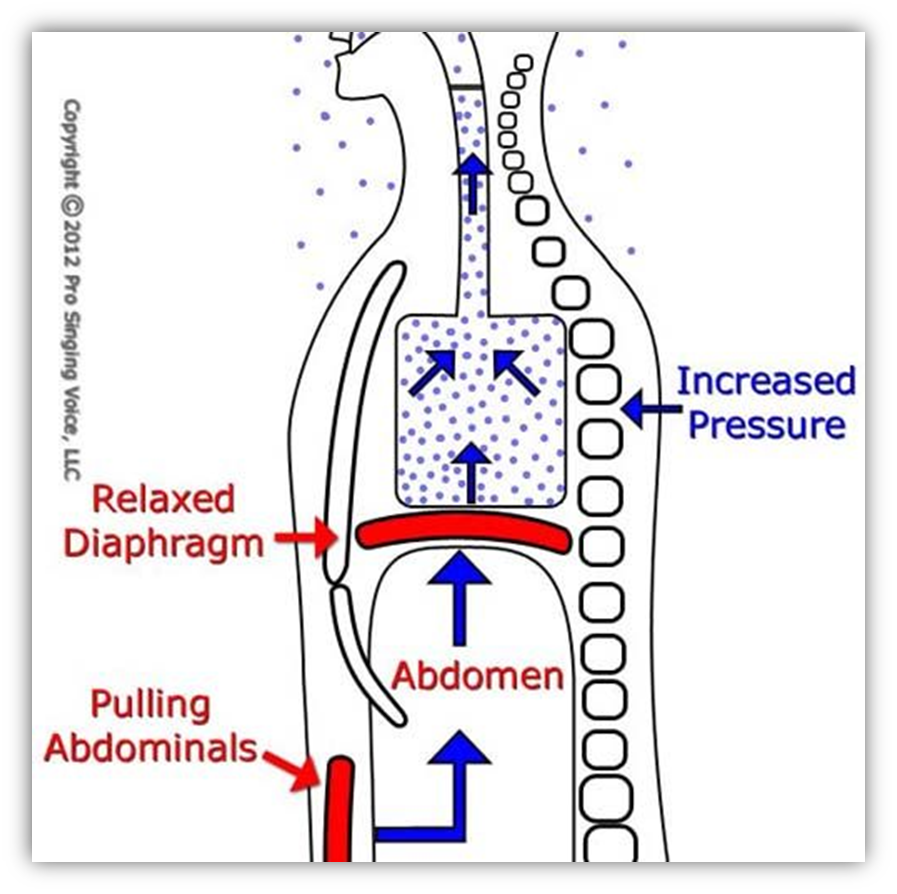 Copyright © 2012 Pro Singing Voice, LLC
Increased
Pressure
Relaxed
Diaphragm
Abdomen
Pulling
Abdominals